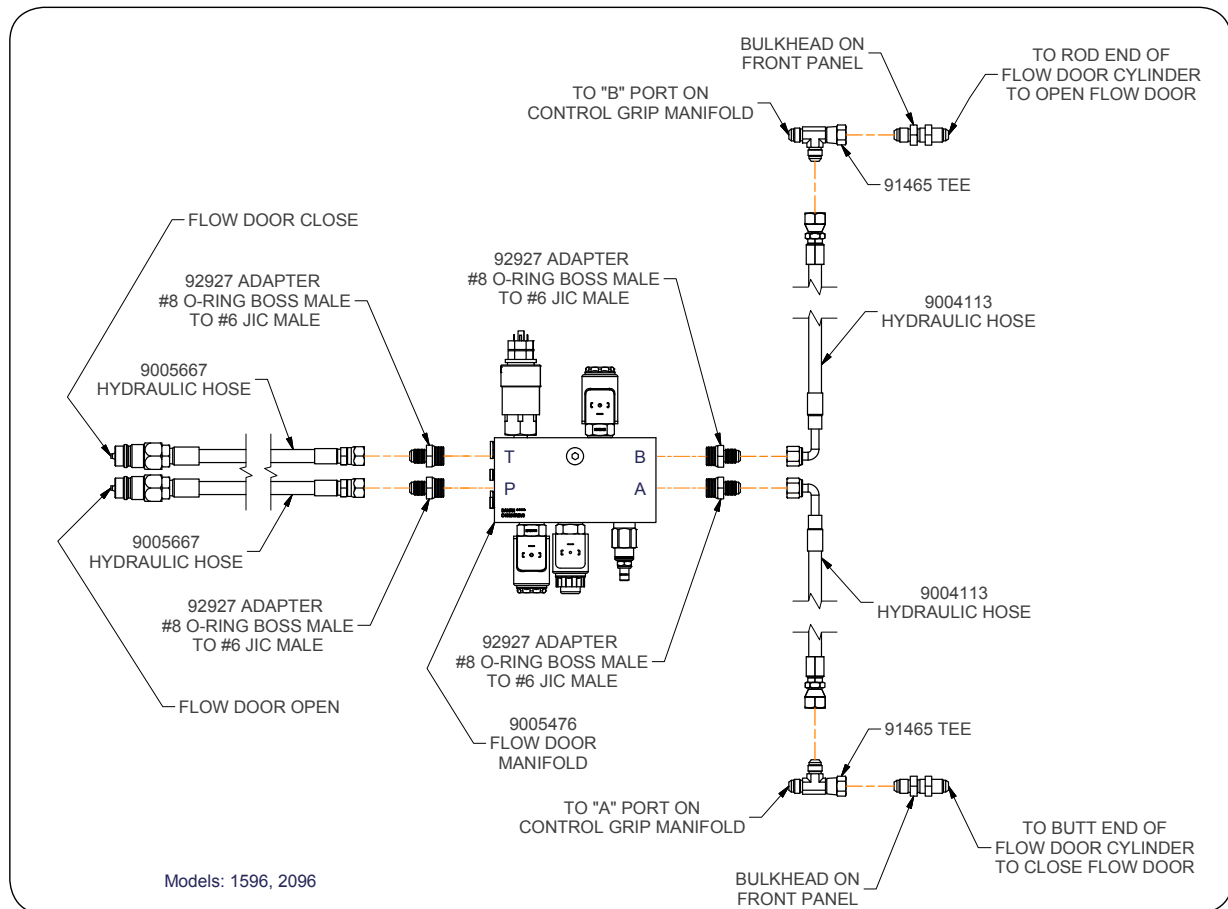 BULKHEAD ON
FRONT PANEL
TO ROD END OF
FLOW DOOR CYLINDER
TO OPEN FLOW DOOR
TO "B" PORT ON
CONTROL GRIP MANIFOLD
91465 TEE
FLOW DOOR CLOSE
92927 ADAPTER
#8 O-RING BOSS MALE
TO #6 JIC MALE
92927 ADAPTER
#8 O-RING BOSS MALE
TO #6 JIC MALE
9004113
HYDRAULIC HOSE
9005667
HYDRAULIC HOSE
T
B
P
A
9005667
HYDRAULIC HOSE
9004113
HYDRAULIC HOSE
92927 ADAPTER
#8 O-RING BOSS MALE
TO #6 JIC MALE
92927 ADAPTER
#8 O-RING BOSS MALE
TO #6 JIC MALE
FLOW DOOR OPEN
9005476
FLOW DOOR
MANIFOLD
91465 TEE
TO "A" PORT ON
CONTROL GRIP MANIFOLD
TO BUTT END OF
FLOW DOOR CYLINDER
TO CLOSE FLOW DOOR
BULKHEAD ON
FRONT PANEL
Models: 1596, 2096